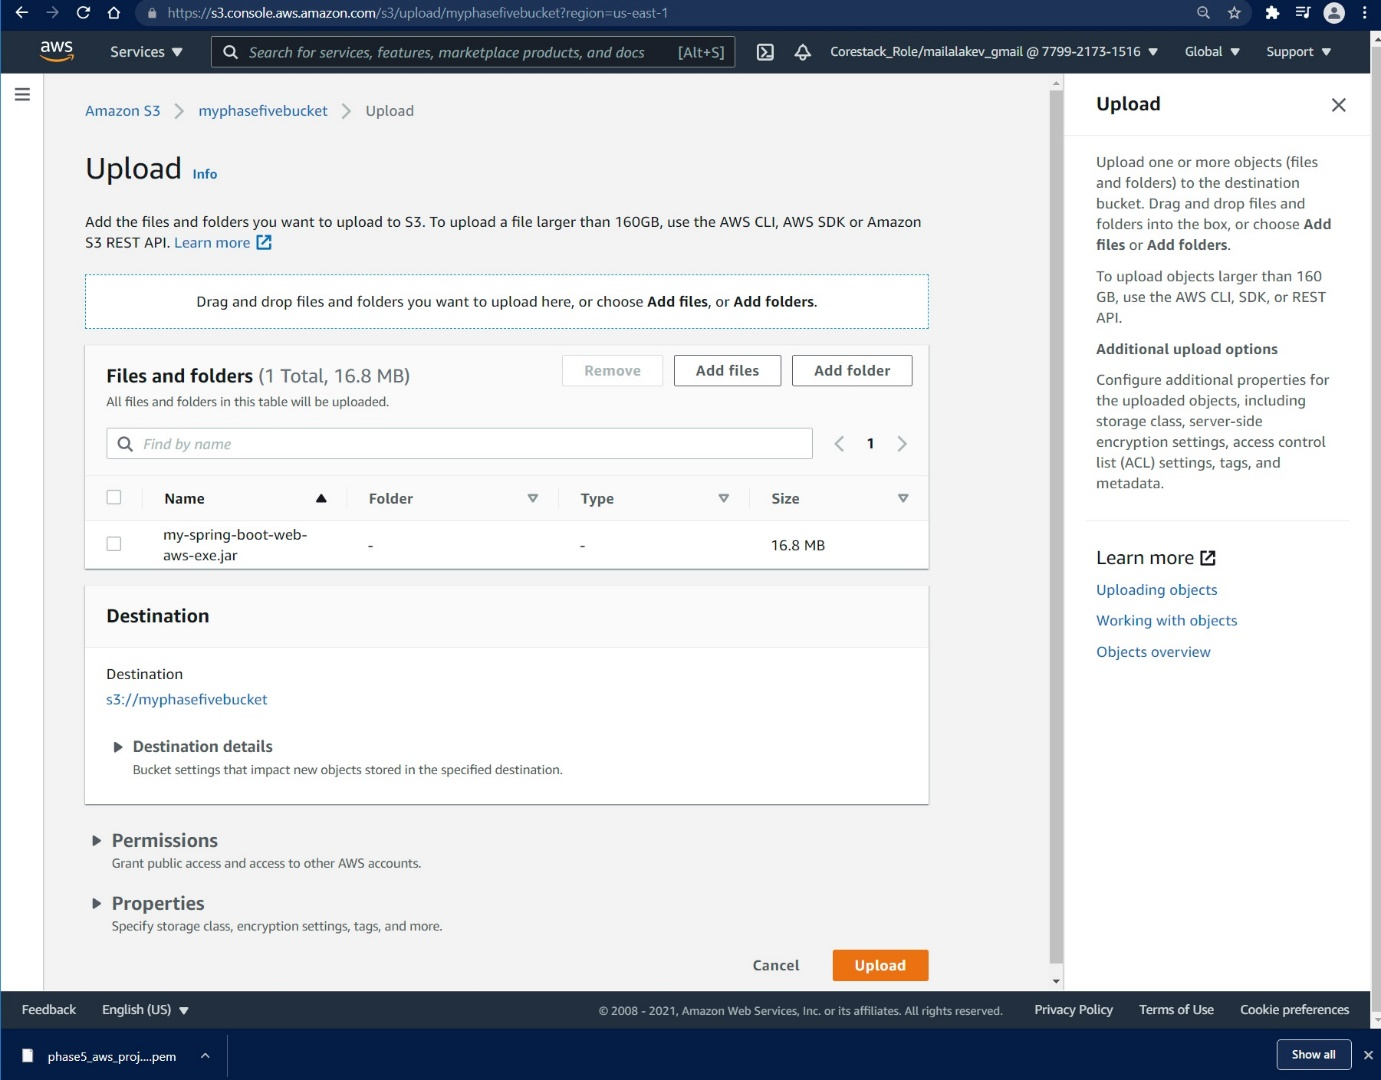 https://s3.console.aws.amazon.com/s3/upload/myphasefivebucket?region=us-east-1
aws
Services
Search for services, features, marketplace products, and docs
[Alt+S]
Corestack_Role/mailalakev_gmail @ 7799-2173-1516
Global
Support
Amazon S3
myphasefivebucket
Upload
Upload Info
Add the files and folders you want to upload to S3. To upload a file larger than 160GB, use the AWS CLI, AWS SDK or Amazon
S3 REST API. Learn more
Drag and drop files and folders you want to upload here, or choose Add files, or Add folders.
Files and folders (1 Total, 16.8 MB)
All files and folders in this table will be uploaded.
Remove
Add files
Add folder
Find by name
1
Name
Folder
Type
Size
my-spring-boot-web-
aws-exe.jar
-
-
16.8 MB
Destination
Destination
s3://myphasefivebucket
Destination details
Bucket settings that impact new objects stored in the specified destination.
Permissions
Grant public access and access to other AWS accounts.
Properties
Specify storage class, encryption settings, tags, and more.
Cancel
Upload
Upload
Upload one or more objects (files
and folders) to the destination
bucket. Drag and drop files and
folders into the box, or choose Add
files or Add folders.
To upload objects larger than 160
GB, use the AWS CLI, SDK, or REST
API.
Additional upload options
Configure additional properties for
the uploaded objects, including
storage class, server-side
encryption settings, access control
list (ACL) settings, tags, and
metadata.
Learn more
Uploading objects
Working with objects
Objects overview
Feedback
English (US)
© 2008 - 2021, Amazon Web Services, Inc. or its affiliates. All rights reserved.
Privacy Policy
Terms of Use
Cookie preferences
phase5_aws_proj....pem
Show all